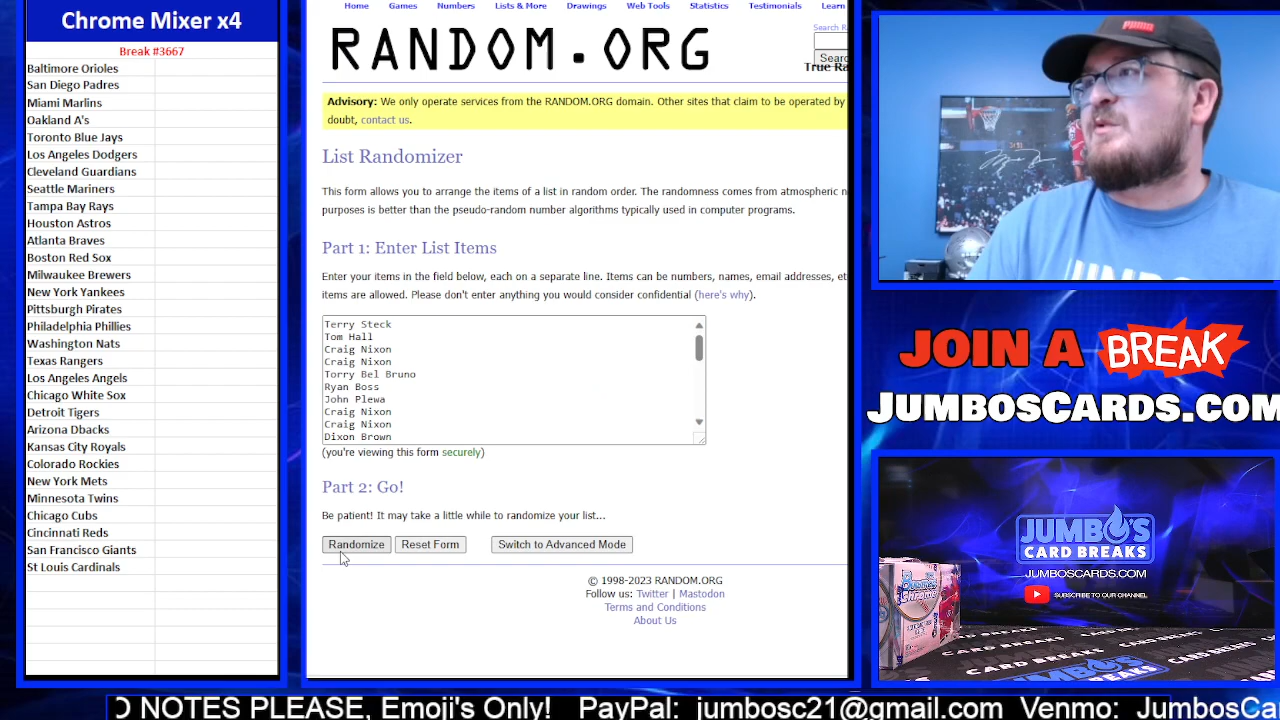 Chrome Mixer x4
Break #3667
Baltimore Orioles
San Diego Padres
Miami Marlins
Oakland A's
Toronto Blue Jays
Los Angeles Dodgers
Cleveland Guardians
Seattle Mariners
Tampa Bay Rays
Houston Astros
Atlanta Braves
Boston Red Sox
Milwaukee Brewers
New York Yankees
Pittsburgh Pirates
Philadelphia Phillies
Washington Nats
Texas Rangers
Los Angeles Angels
Chicago White Sox
Detroit Tigers
Arizona Dbacks
Kansas City Royals
Colorado Rockies
New York Mets
Minnesota Twins
Chicago Cubs
Cincinnati Reds
San Francisco Giants
St Louis Cardinals
Home Games Numbers Lists & More Drawings Web Tools Statistics Testimonials Learn
RANDOM.ORG
Search R
Searc
True Ra
Advisory: We only operate services from the RANDOM.ORG domain. Other sites that claim to be operated by
doubt, contact us.
List Randomizer
This form allows you to arrange the items of a list in random order. The randomness comes from atmospheric n
purposes is better than the pseudo-random number algorithms typically used in computer programs.
Part 1: Enter List Items
Enter your items in the field below, each on a separate line. Items can be numbers, names, email addresses, et
items are allowed. Please don't enter anything you would consider confidential (here's why).
Terry Steck
Tom Hall
Craig Nixon
Craig Nixon
Torry Bel Bruno
Ryan Boss
John Plewa
Craig Nixon
Craig Nixon
Dixon Brown
(you're viewing this form securely)
Part 2: Go!
Be patient! It may take a little while to randomize your list...
Randomize Reset Form Switch to Advanced Mode
© 1998-2023 RANDOM.ORG
Follow us: Twitter | Mastodon
Terms and Conditions
About Us
JOIN A BREAK
JUMBOSCARDS.COM
JUMBO'S
CARD BREAKS
JUMBOSCARDS.COM
SUBSCRIBE TO OUR CHANNEL
O NOTES PLEASE, Emoji's Only! PayPal: jumbosc21@gmail.com Venmo: JumbosCa